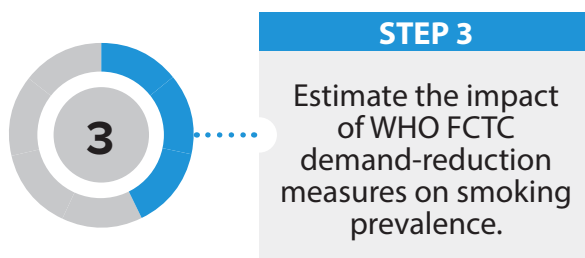 3
STEP 3
Estimate the impact
of WHO FCTC
demand-reduction
measures on smoking
prevalence.